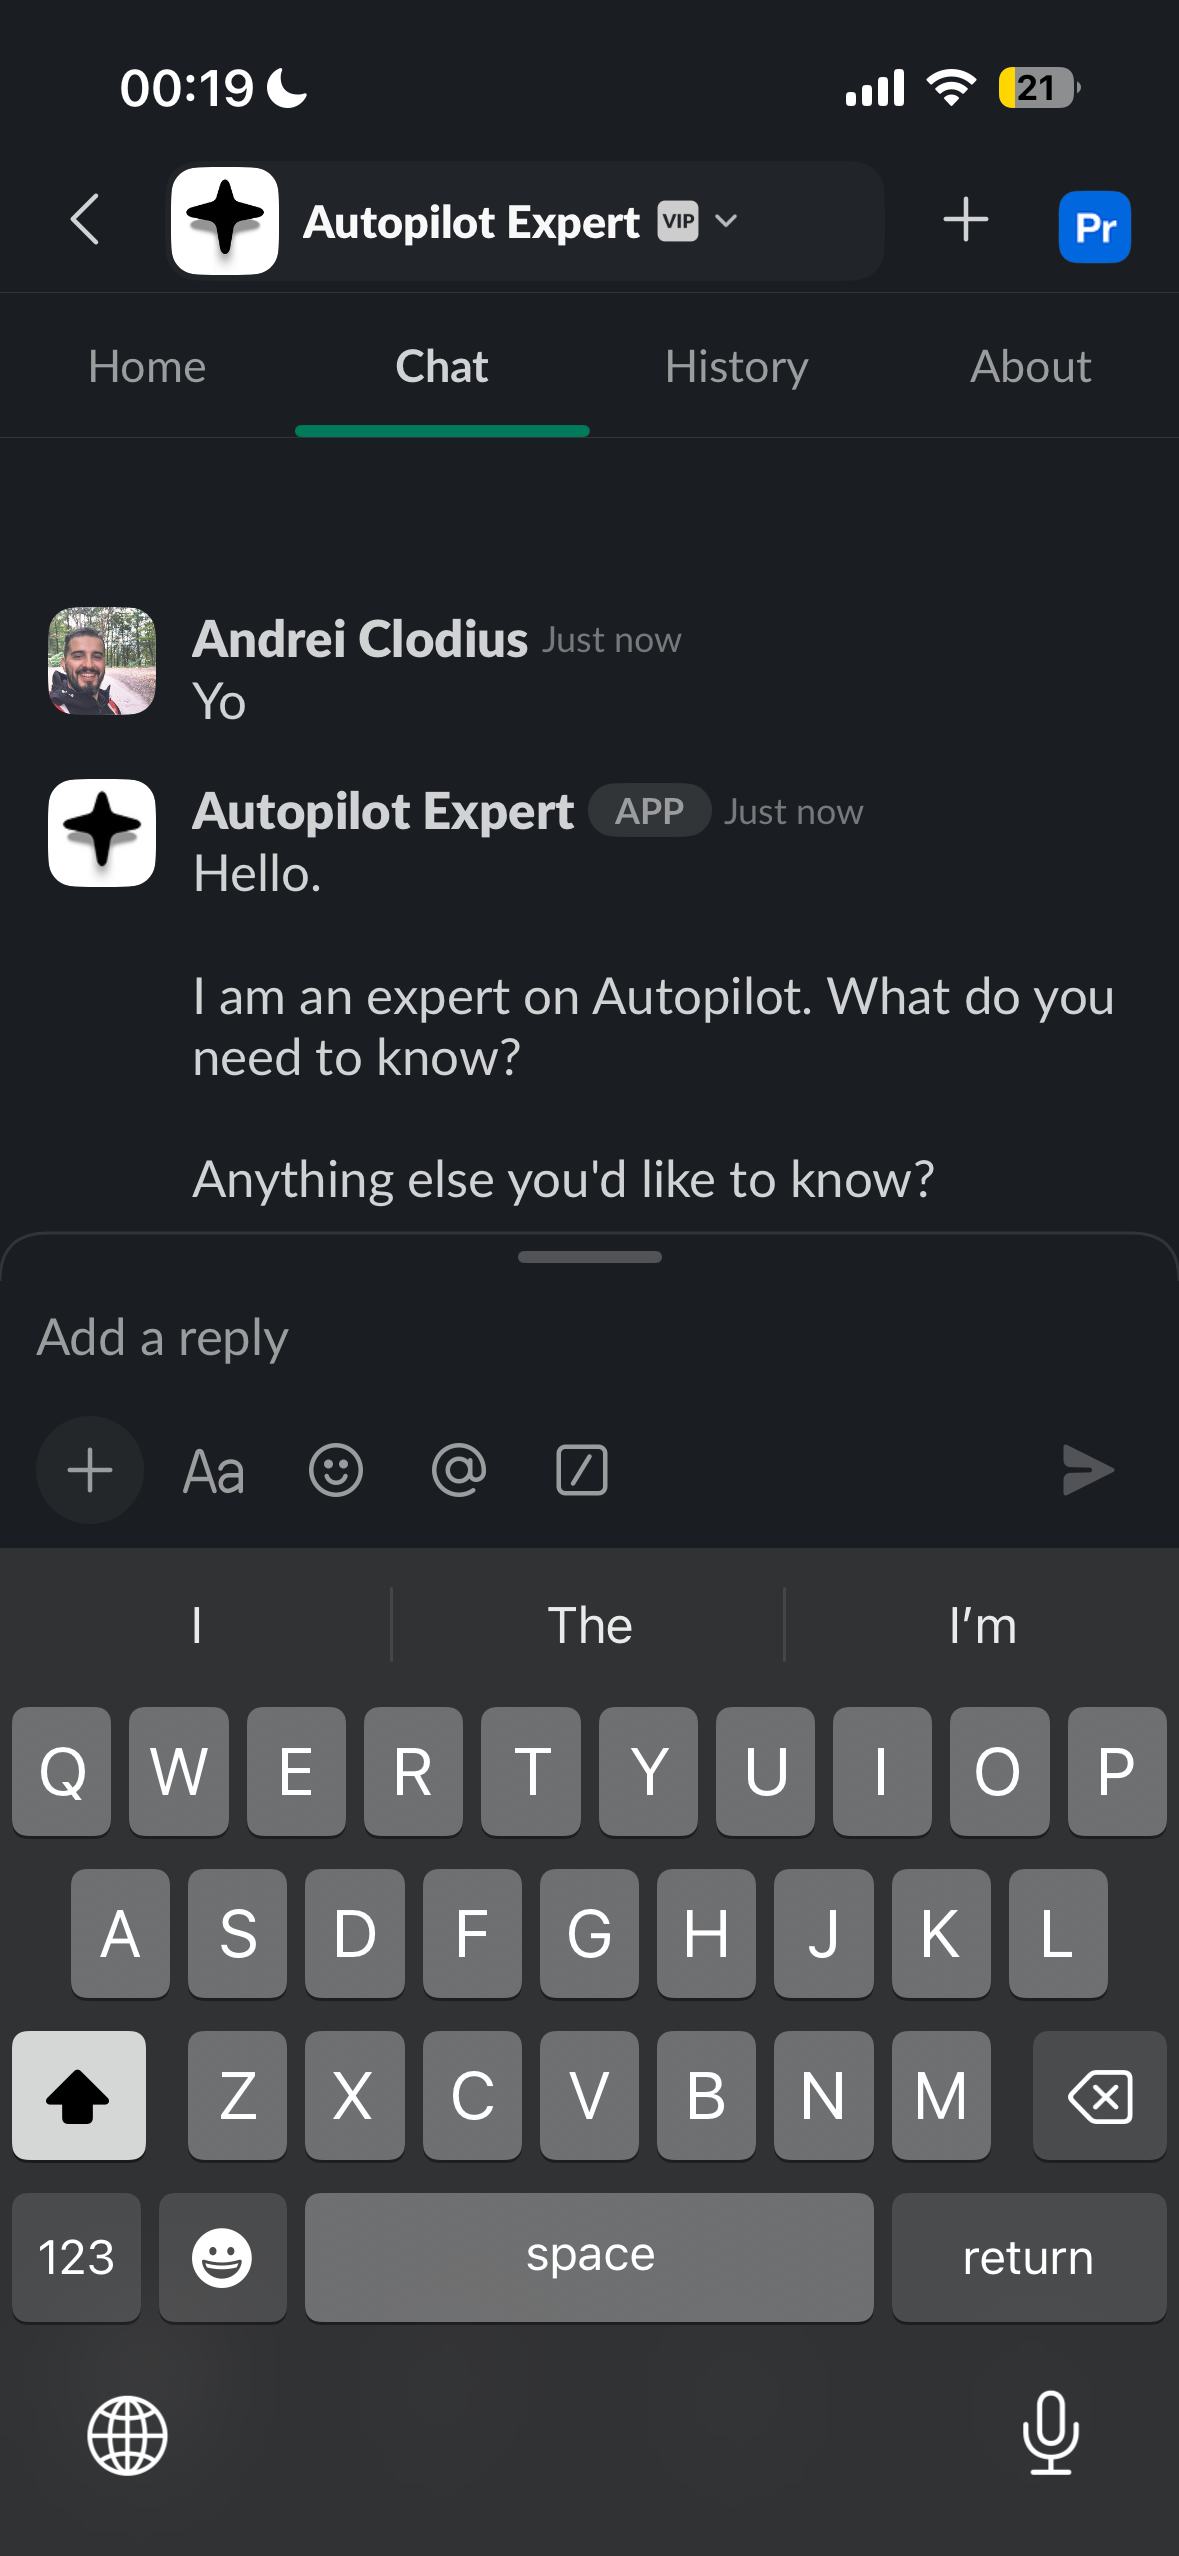 00:19
21
Autopilot Expert VIP
Pr
Home Chat History About
Andrei Clodius Just now
Yo
Autopilot Expert APP Just now
Hello.
I am an expert on Autopilot. What do you
need to know?
Anything else you'd like to know?
Add a reply
Aa @
I The I’m
Q W E R T Y U I O P
A S D F G H J K L
Z X C V B N M
123 space return